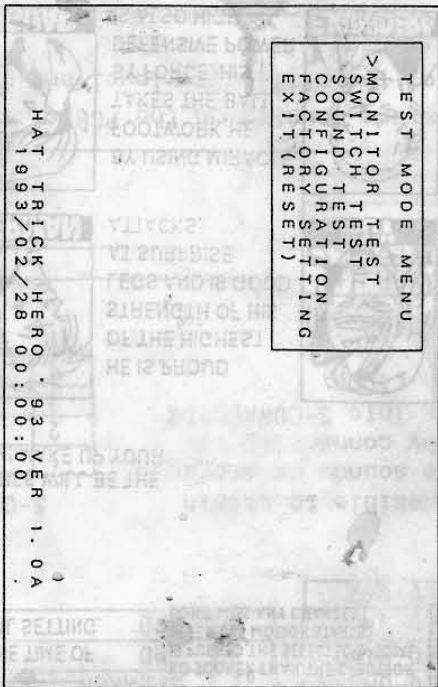 TEST MODE MENU
>MONITOR TEST
SWITCH TEST
SOUND TEST
CONFIGURATION
FACTORY SETTING
EXIT(RESET)
HAT TRICK HERO '93 VER 1.0A
1993/02/28 00:00:00